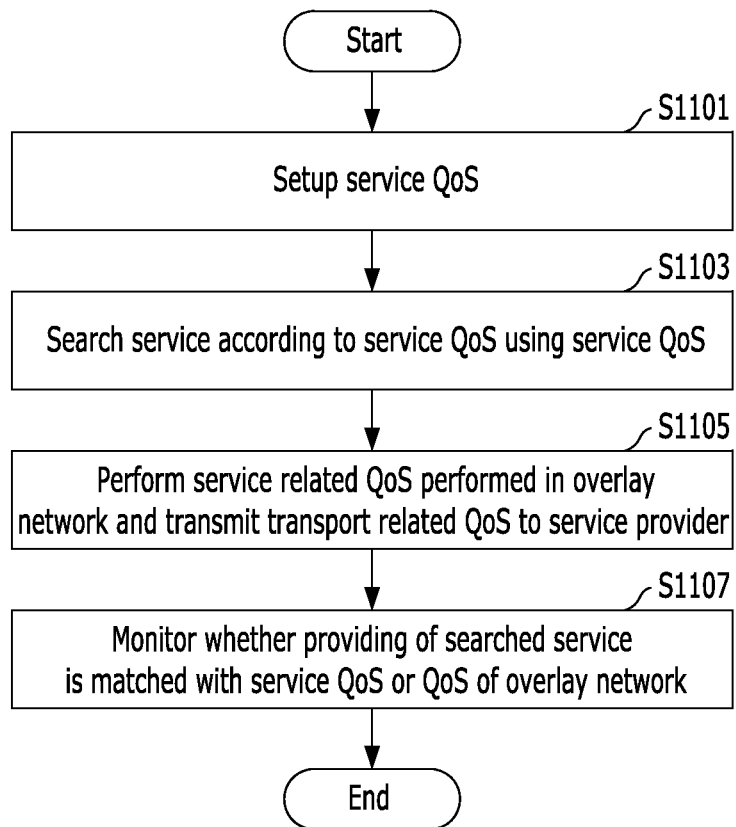 Start
S1101
Setup service QoS
S1103
Search service according to service QoS using service QoS
S1105
Perform service related QoS performed in overlay
network and transmit transport related QoS to service provider
S1107
Monitor whether providing of searched service
is matched with service QoS or QoS of overlay network
End